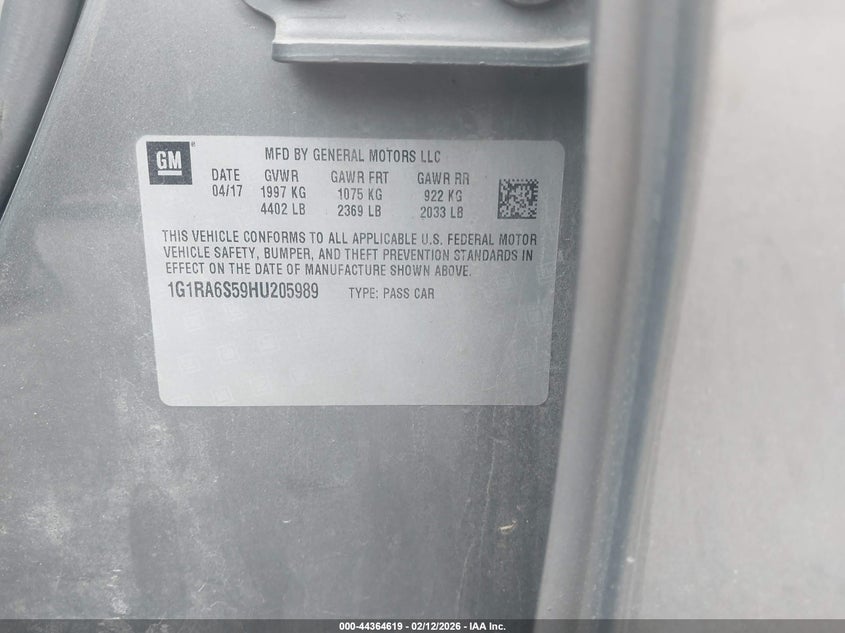 GM
MFD BY GENERAL MOTORS LLC
DATE GVWR GAWR FRT GAWR RR
04/17 1997 KG 1075 KG 922 KG
4402 LB 2369 LB 2033 LB
THIS VEHICLE CONFORMS TO ALL APPLICABLE U.S. FEDERAL MOTOR
VEHICLE SAFETY, BUMPER, AND THEFT PREVENTION STANDARDS IN
EFFECT ON THE DATE OF MANUFACTURE SHOWN ABOVE.
1G1RA6S59HU205989 TYPE: PASS CAR
000-44364619 - 02/12/2026 - IAA Inc.